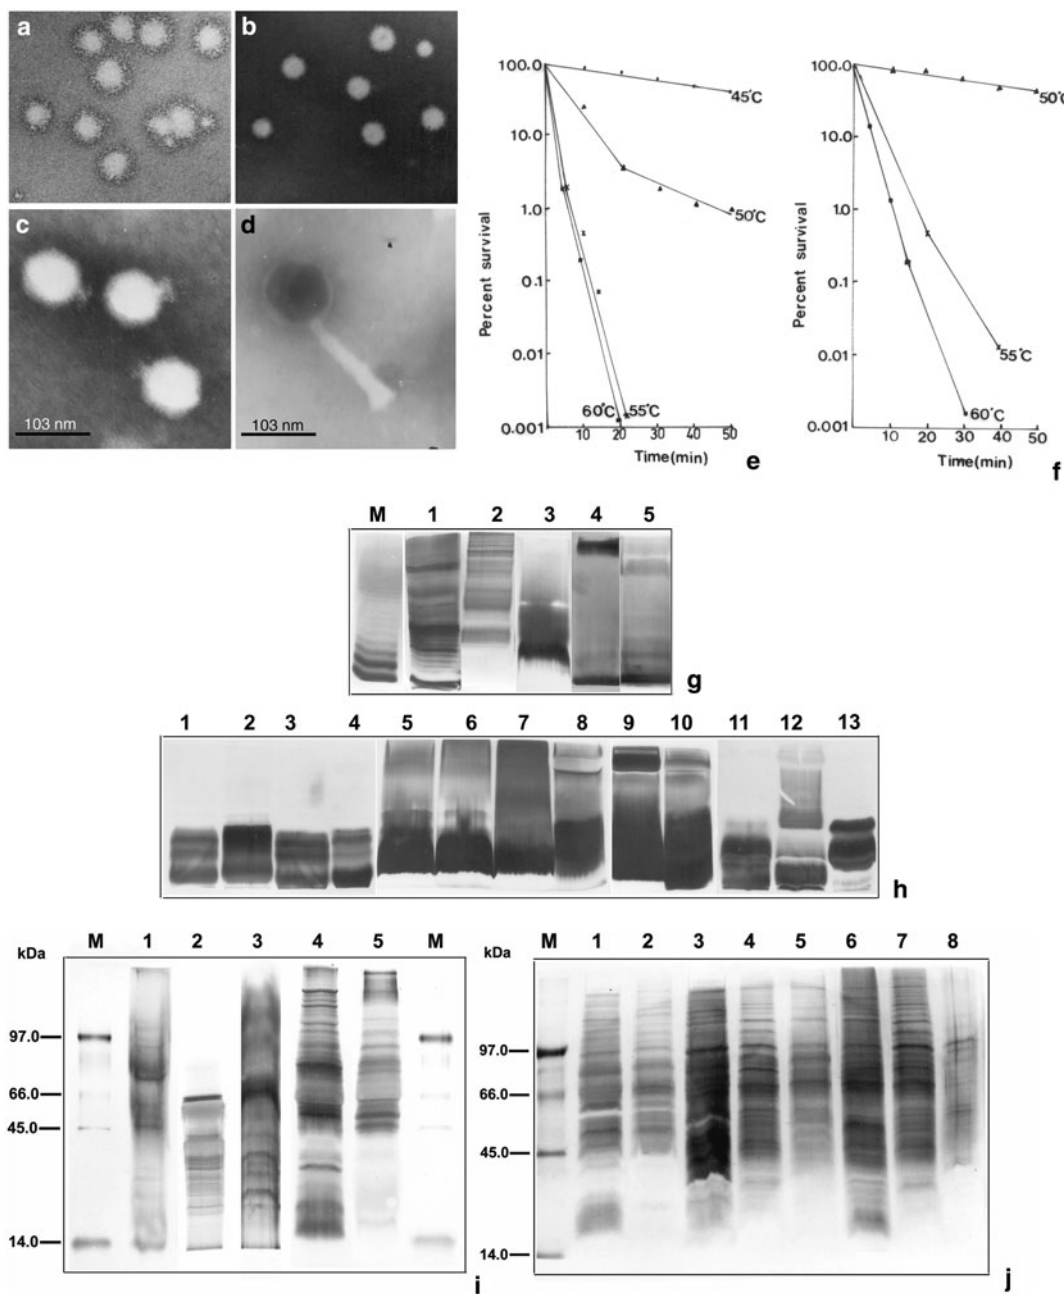 a
b
c
103 nm
d
103 nm
Percent survival
100.0
10.0
1.0
0.1
0.01
0.001
45°C
50°C
60°C
55°C
10 20 30 40 50
Time(min)
e
Percent survival
100.0
10.0
1.0
0.1
0.01
0.001
50°C
55°C
60°C
10 20 30 40 50
Time(min)
f
M 1 2 3 4 5
g
1 2 3 4 5 6 7 8 9 10 11 12 13
h
kDa
M 1 2 3 4 5 M
97.0
66.0
45.0
14.0
i
kDa
M 1 2 3 4 5 6 7 8
97.0
66.0
45.0
14.0
j